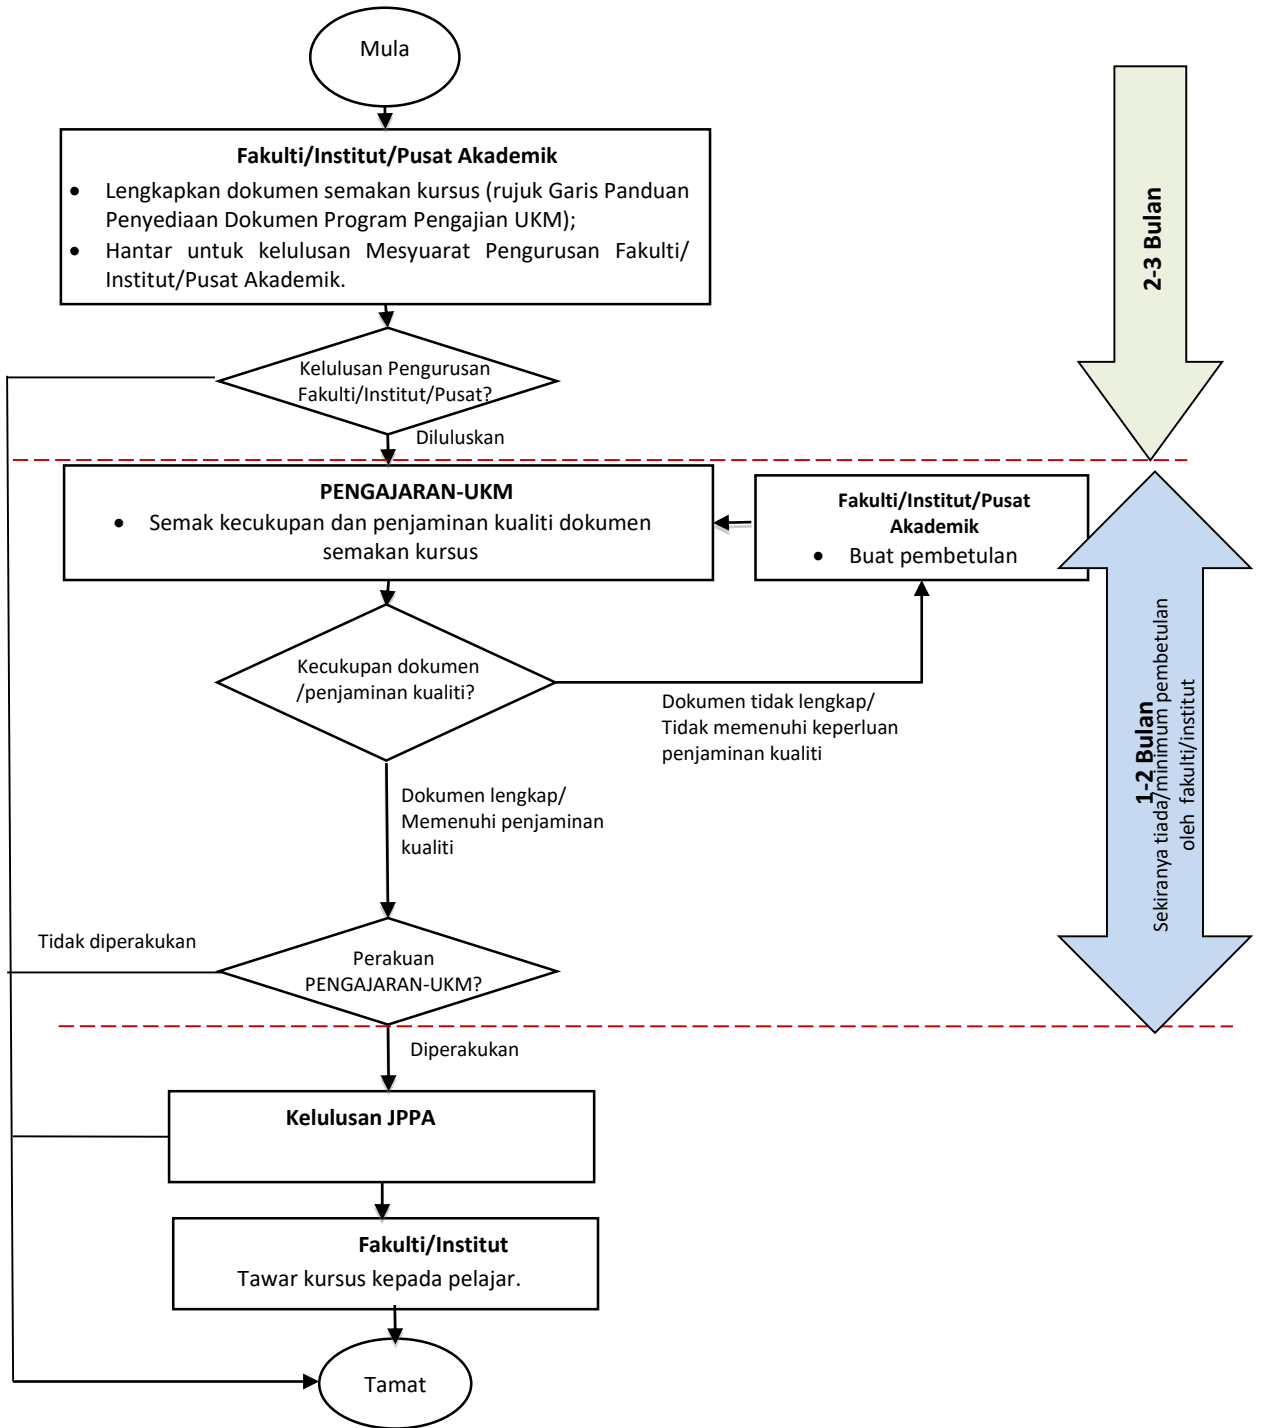 Mula
Fakulti/Institut/Pusat Akademik
• Lengkapkan dokumen semakan kursus (rujuk Garis Panduan
Penyediaan Dokumen Program Pengajian UKM);
• Hantar untuk kelulusan Mesyuarat Pengurusan Fakulti/
Institut/Pusat Akademik.
2-3 Bulan
Kelulusan Pengurusan
Fakulti/Institut/Pusat?
Diluluskan
PENGAJARAN-UKM
• Semak kecukupan dan penjaminan kualiti dokumen
semakan kursus
Fakulti/Institut/Pusat
Akademik
• Buat pembetulan
Kecukupan dokumen
/penjaminan kualiti?
Dokumen tidak lengkap/
Tidak memenuhi keperluan
penjaminan kualiti
1-2 Bulan
Sekiranya tiada/minimum pembetulan
oleh fakulti/institut
Dokumen lengkap/
Memenuhi penjaminan
kualiti
Tidak diperakukan
Perakuan
PENGAJARAN-UKM?
Diperakukan
Kelulusan JPPA
Fakulti/Institut
Tawar kursus kepada pelajar.
Tamat